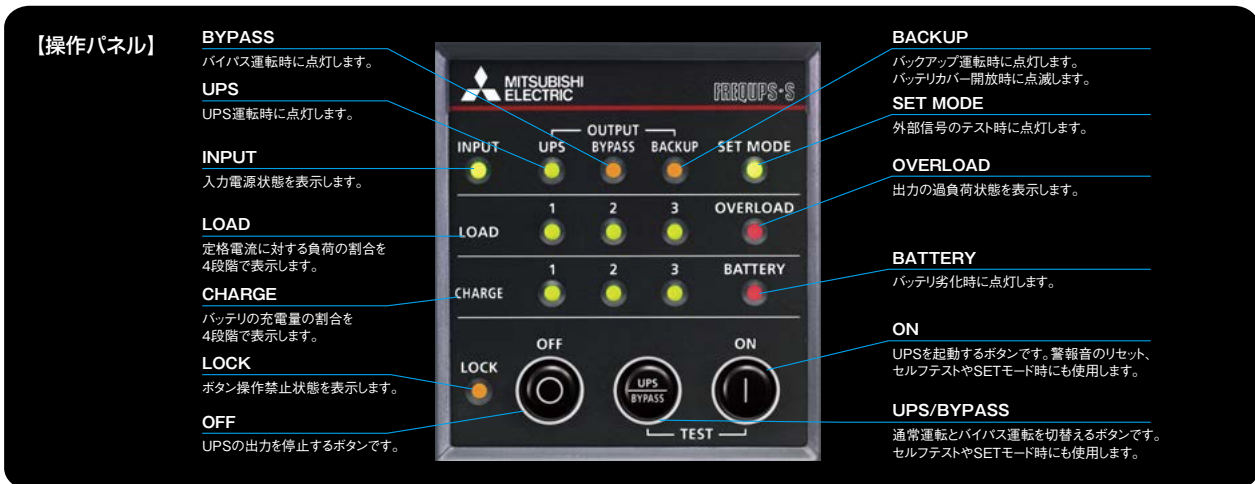 【操作パネル】
BYPASS
バイパス運転時に点灯します。
UPS
UPS運転時に点灯します。
INPUT
入力電源状態を表示します。
LOAD
定格電流に対する負荷の割合を
4段階で表示します。
CHARGE
バッテリの充電量の割合を
4段階で表示します。
LOCK
ボタン操作禁止状態を表示します。
OFF
UPSの出力を停止するボタンです。
MITSUBISHI
ELECTRIC
FREQUPS-S
OUTPUT
INPUT UPS BYPASS BACKUP SET MODE
1 2 3 OVERLOAD
LOAD
1 2 3 BATTERY
CHARGE
OFF ON
LOCK
UPS
BYPASS
TEST
BACKUP
バックアップ運転時に点灯します。
バッテリカバー開放時に点滅します。
SET MODE
外部信号のテスト時に点灯します。
OVERLOAD
出力の過負荷状態を表示します。
BATTERY
バッテリ劣化時に点灯します。
ON
UPSを起動するボタンです。警報音のリセット、
セルフテストやSETモード時にも使用します。
UPS/BYPASS
通常運転とバイパス運転を切替えるボタンです。
セルフテストやSETモード時にも使用します。